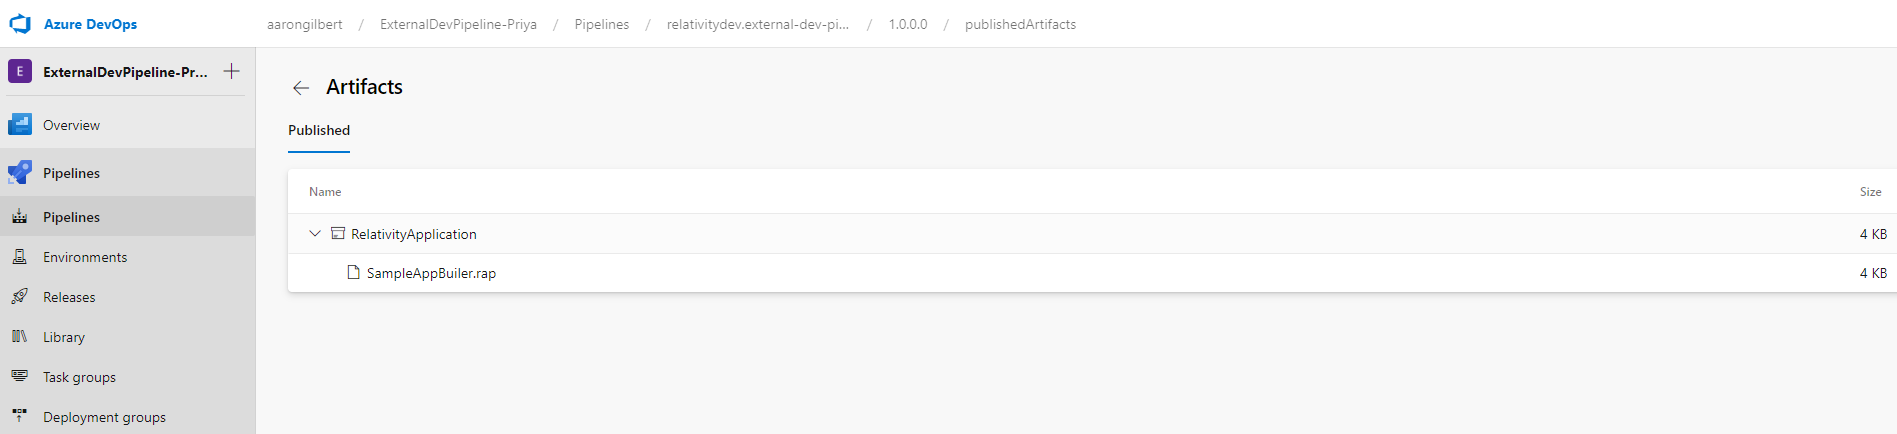 Azure DevOps
aarongilbert / ExternalDevPipeline-Priya / Pipelines / relativitydev.external-dev-pi... / 1.0.0.0 / publishedArtifacts
E ExternalDevPipeline-Pr...
Overview
Pipelines
Pipelines
Environments
Releases
Library
Task groups
Deployment groups
Artifacts
Published
Name Size
RelativityApplication 4 KB
SampleAppBuiler.rap 4 KB